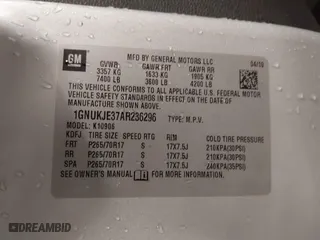 GM
MFD BY GENERAL MOTORS LLC
04/10
GVWR GAWR FRT GAWR RR
3357 KG 1633 KG 1905 KG
7400 LB 3600 LB 4200 LB
THIS VEHICLE CONFORMS TO ALL APPLICABLE U.S. FEDERAL MOTOR
VEHICLE SAFETY STANDARDS IN EFFECT ON THE DATE OF
MANUFACTURE SHOWN ABOVE.
1GNUKJE37AR236296 TYPE: M.P.V.
MODEL: K10906
KDFJ TIRE SIZE SPEED RTG RIM COLD TIRE PRESSURE
FRT P265/70R17 S 17X7.5J 210KPA(30PSI)
RR P265/70R17 S 17X7.5J 210KPA(30PSI)
SPA P265/70R17 S 17X7.5J 240KPA(35PSI)
SEE OWNER'S MANUAL FOR MORE INFORMATION
DREAMBID